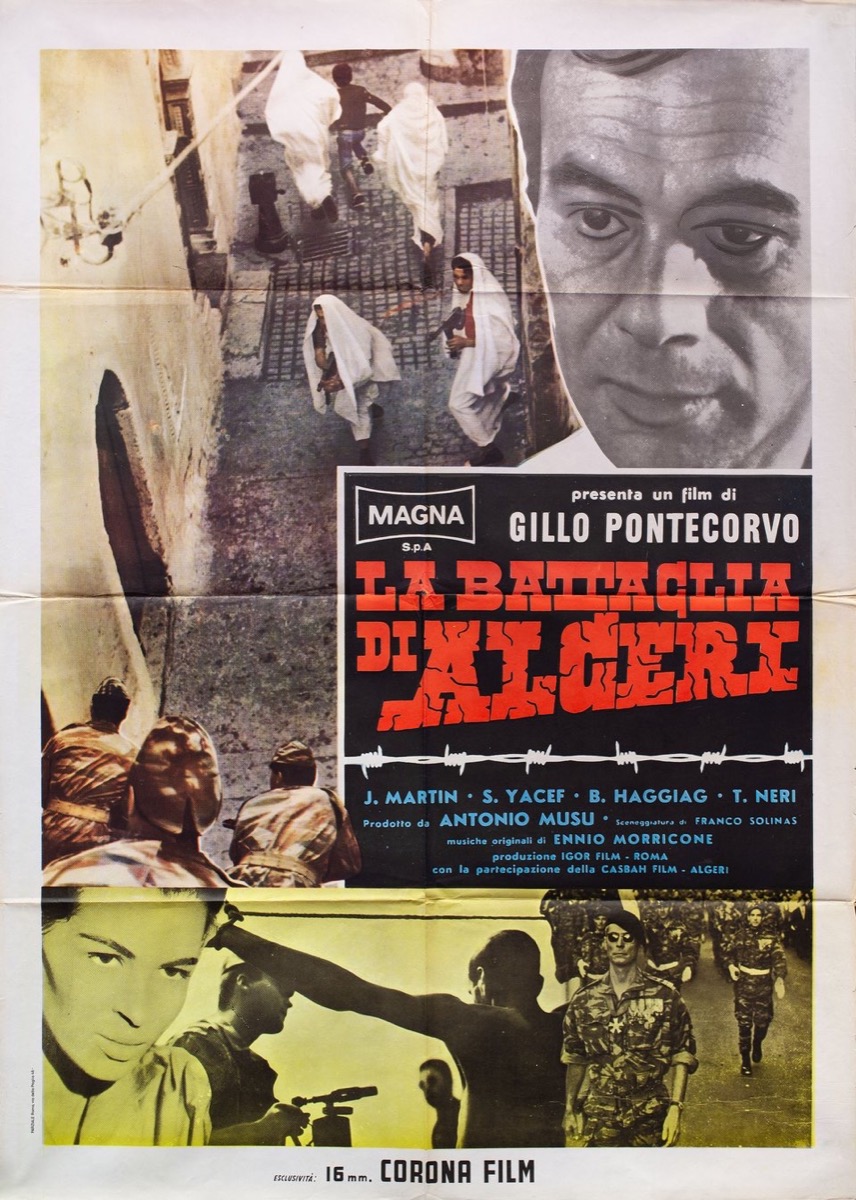 MAGNA
S.p.A
presenta un film di
GILLO PONTECORVO
LA BATTAGLIA
DI ALGERI
J. MARTIN · S. YACEF · B. HAGGIAG · T. NERI
Prodotto da ANTONIO MUSU · Sceneggiatura di FRANCO SOLINAS
musiche originali di ENNIO MORRICONE
produzione IGOR FILM - ROMA
con la partecipazione della CASBAH FILM - ALGERI
ESCLUSIVITÀ: 16 mm. CORONA FILM